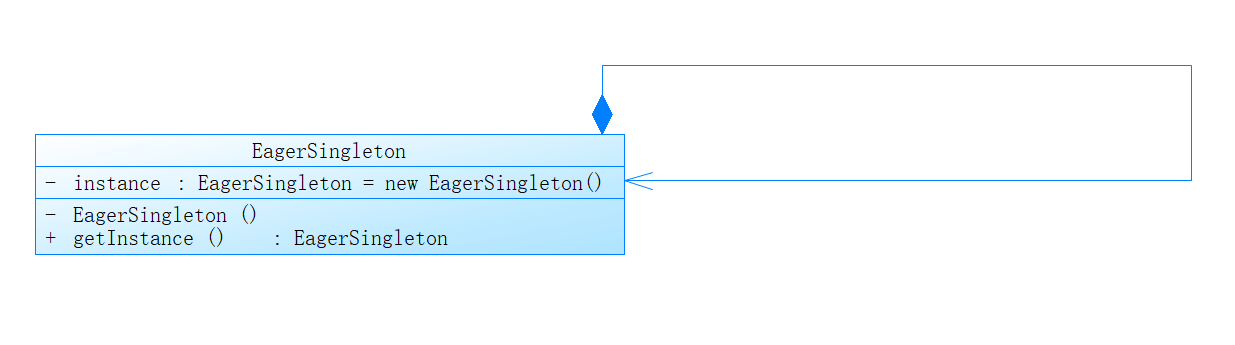 EagerSingleton
- instance : EagerSingleton = new EagerSingleton()
- EagerSingleton ()
+ getInstance () : EagerSingleton